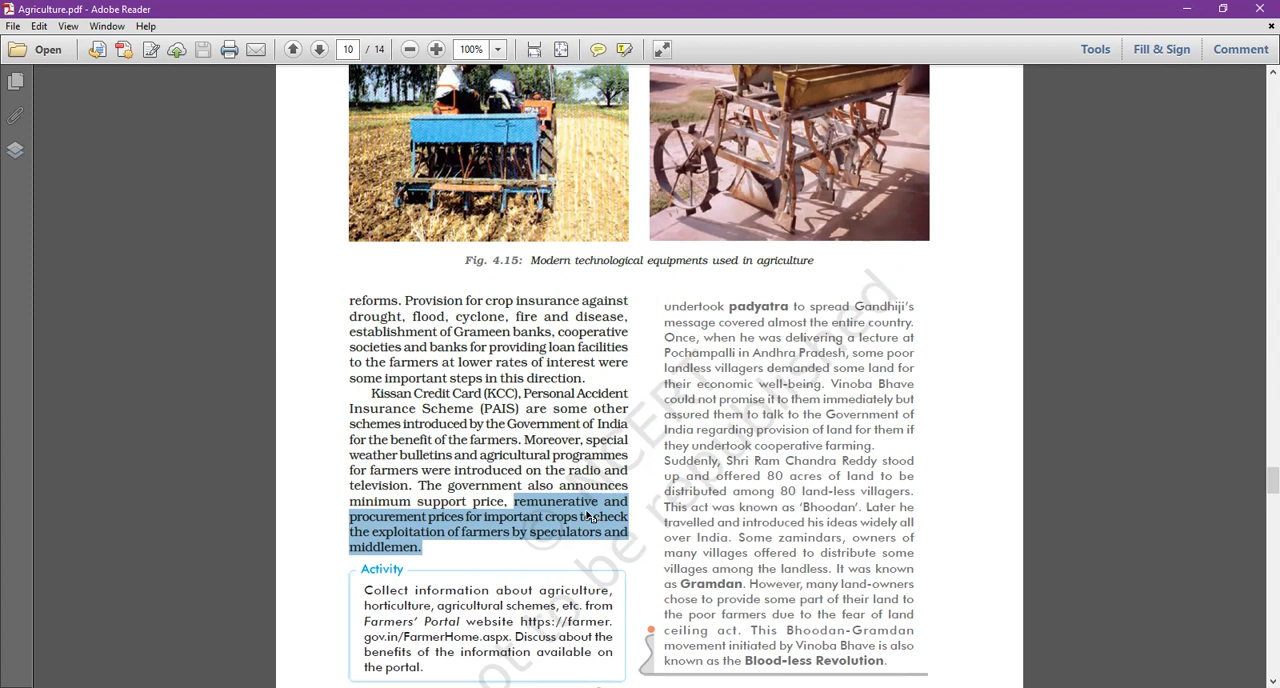 Agriculture.pdf - Adobe Reader
File Edit View Window Help
Open 10 / 14 100% Tools Fill & Sign Comment
Fig. 4.15: Modern technological equipments used in agriculture
reforms. Provision for crop insurance against
drought, flood, cyclone, fire and disease,
establishment of Grameen banks, cooperative
societies and banks for providing loan facilities
to the farmers at lower rates of interest were
some important steps in this direction.
Kissan Credit Card (KCC), Personal Accident
Insurance Scheme (PAIS) are some other
schemes introduced by the Government of India
for the benefit of the farmers. Moreover, special
weather bulletins and agricultural programmes
for farmers were introduced on the radio and
television. The government also announces
minimum support price, remunerative and
procurement prices for important crops to check
the exploitation of farmers by speculators and
middlemen.
Activity
Collect information about agriculture,
horticulture, agricultural schemes, etc. from
Farmers' Portal website https://farmer.
gov.in/FarmerHome.aspx. Discuss about the
benefits of the information available on
the portal.
undertook padyatra to spread Gandhiji's
message covered almost the entire country.
Once, when he was delivering a lecture at
Pochampalli in Andhra Pradesh, some poor
landless villagers demanded some land for
their economic well-being. Vinoba Bhave
could not promise it to them immediately but
assured them to talk to the Government of
India regarding provision of land for them if
they undertook cooperative farming.
Suddenly, Shri Ram Chandra Reddy stood
up and offered 80 acres of land to be
distributed among 80 land-less villagers.
This act was known as 'Bhoodan'. Later he
travelled and introduced his ideas widely all
over India. Some zamindars, owners of
many villages offered to distribute some
villages among the landless. It was known
as Gramdan. However, many land-owners
chose to provide some part of their land to
the poor farmers due to the fear of land
ceiling act. This Bhoodan-Gramdan
movement initiated by Vinoba Bhave is also
known as the Blood-less Revolution.
© NCERT
not to be republished